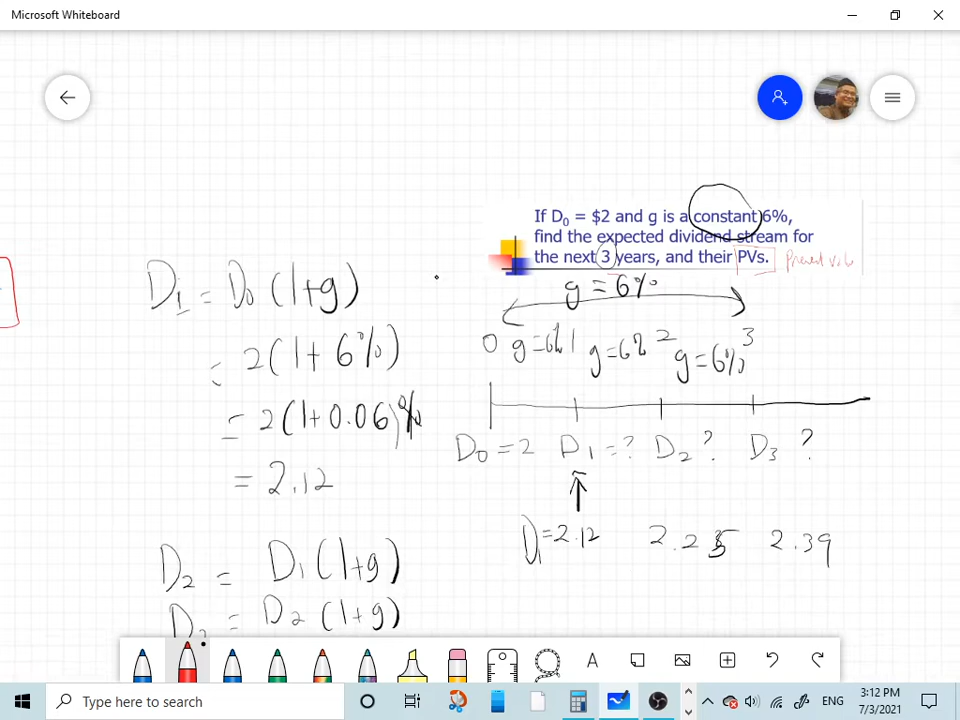 Microsoft Whiteboard
If D0 = $2 and g is a constant 6%,
find the expected dividend stream for
the next 3 years, and their PVs.
g = 6%
0 g=6% 1 g=6% 2 g=6% 3
D0 = 2 D1 = ? D2 ? D3 ?
D1 = 2.12 2.25 2.39
D1 = D0 (1+g)
= 2(1+ 6%)
= 2(1+0.06)%
= 2.12
D2 = D1 (1+g)
= D2 (1+g)
A
Type here to search
ENG
3:12 PM
7/3/2021